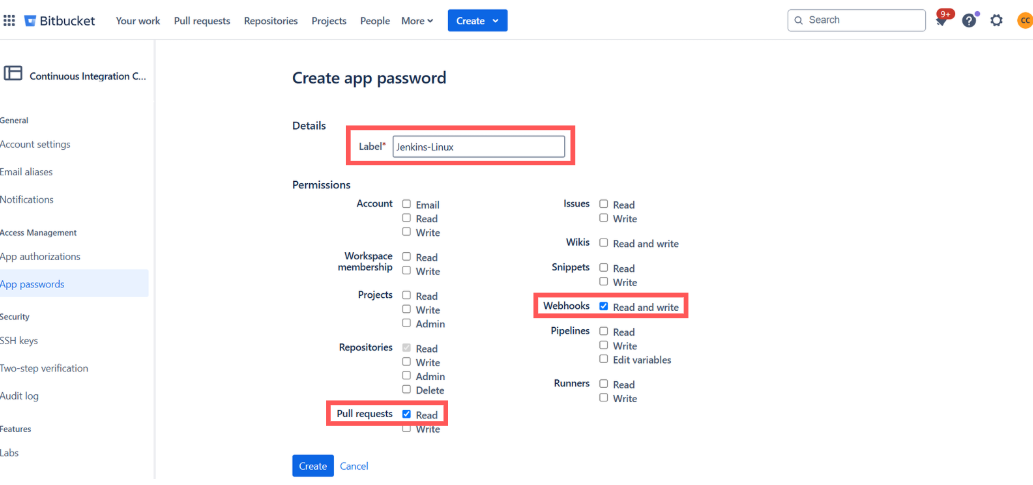 Bitbucket Your work Pull requests Repositories Projects People More Create Search 9+ ? CC
Continuous Integration C...
General
Account settings
Email aliases
Notifications
Access Management
App authorizations
App passwords
Security
SSH keys
Two-step verification
Audit log
Features
Labs
Create app password
Details
Label* Jenkins-Linux
Permissions
Account Email
Read
Write
Workspace membership Read
Write
Projects Read
Write
Admin
Repositories Read
Write
Admin
Delete
Pull requests Read
Write
Issues Read
Write
Wikis Read and write
Snippets Read
Write
Webhooks Read and write
Pipelines Read
Write
Edit variables
Runners Read
Write
Create Cancel